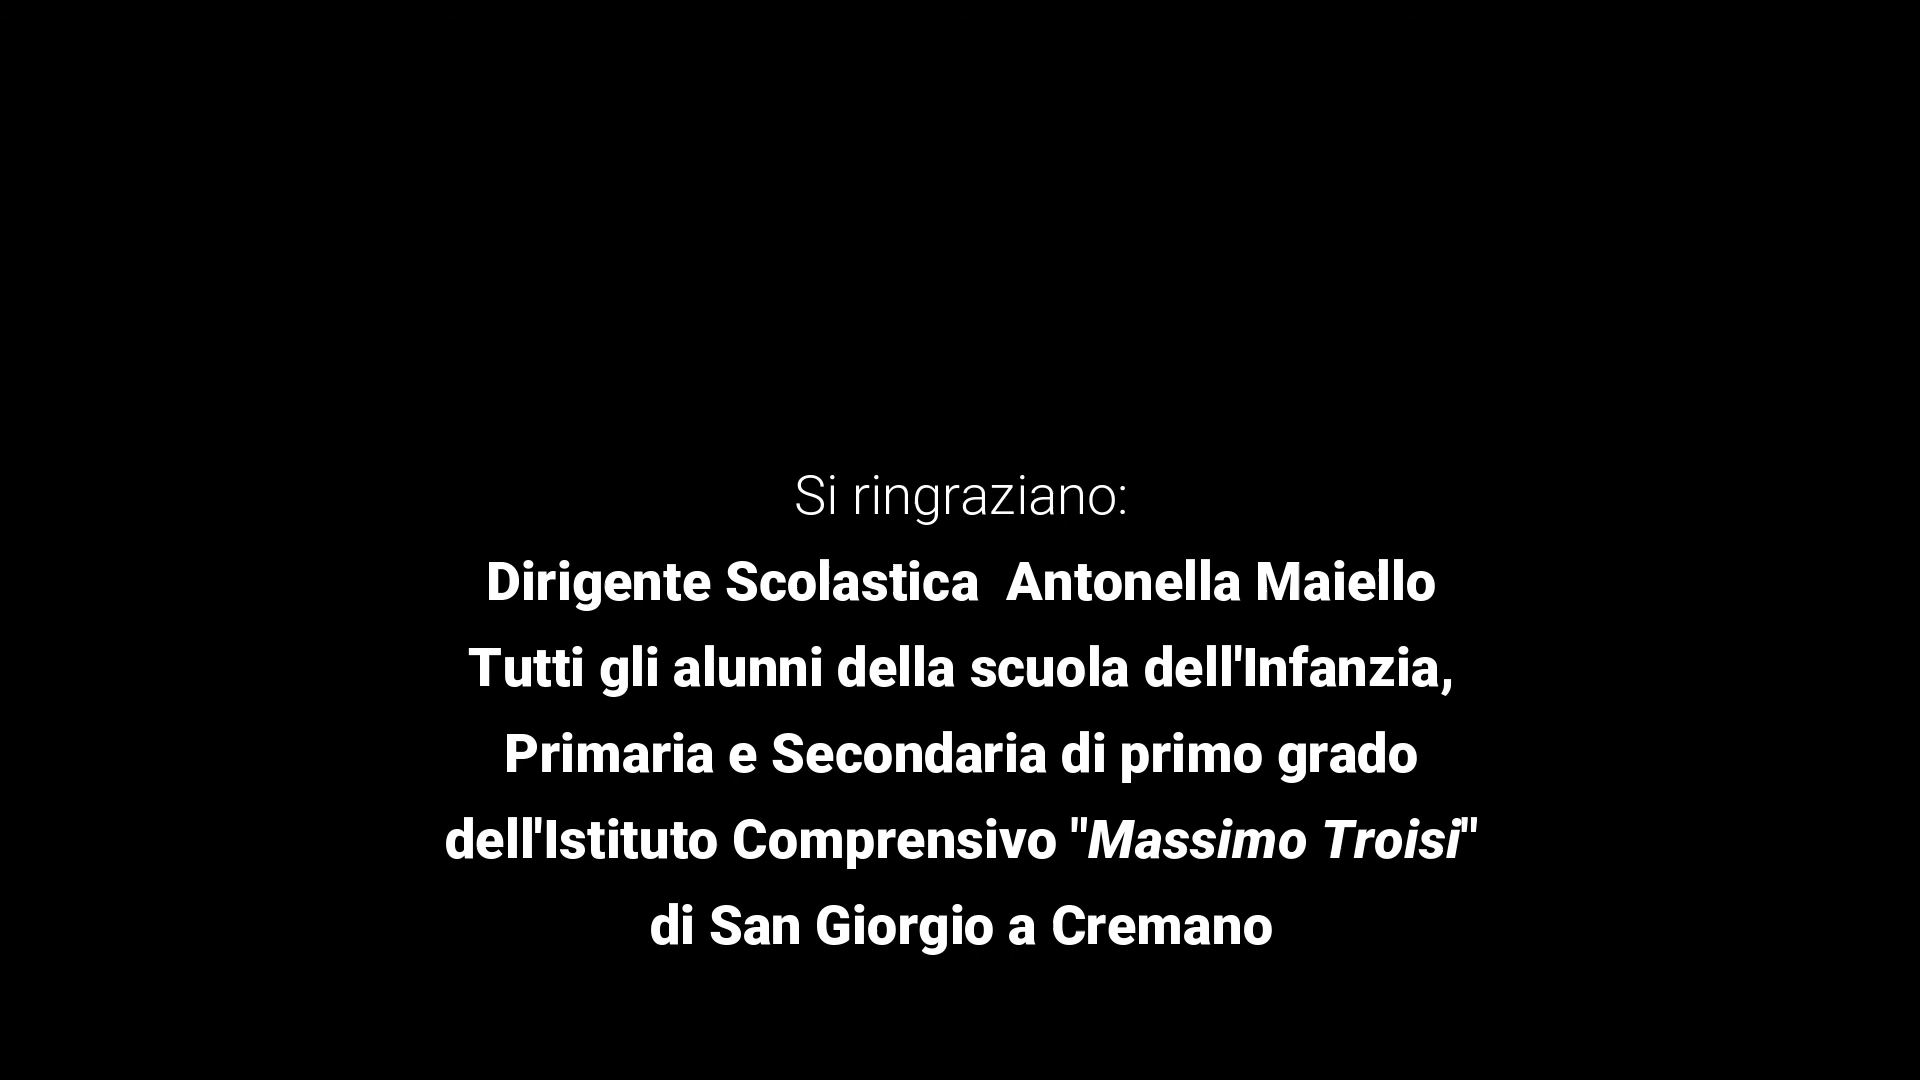 Si ringraziano:
Dirigente Scolastica  Antonella Maiello
Tutti gli alunni della scuola dell'Infanzia,
Primaria e Secondaria di primo grado
dell'Istituto Comprensivo "Massimo Troisi"
di San Giorgio a Cremano